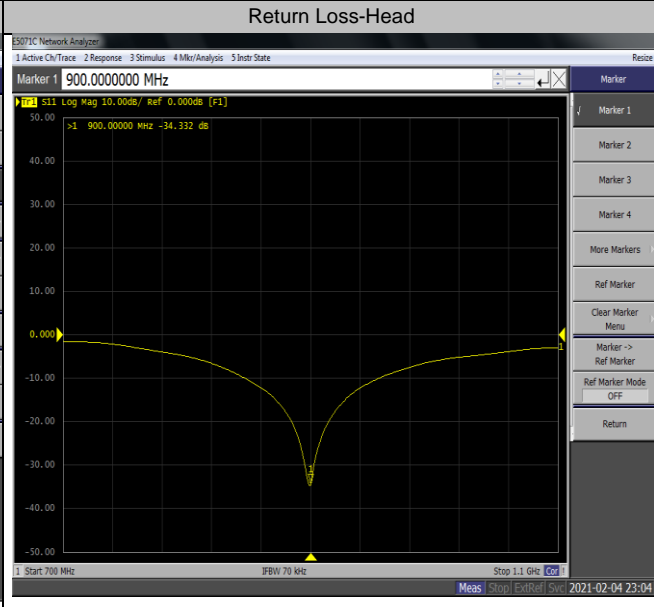 Return Loss-Head
E5071C Network Analyzer
1 Active Ch/Trace 2 Response 3 Stimulus 4 Mkr/Analysis 5 Instr State
Resize
Marker 1 900.0000000 MHz
Marker
Tr1 S11 Log Mag 10.00dB/ Ref 0.000dB [F1]
50.00
>1 900.00000 MHz -34.332 dB
40.00
30.00
20.00
10.00
0.000
-10.00
-20.00
-30.00
-40.00
-50.00
1
1
1 Start 700 MHz
IFBW 70 kHz
Stop 1.1 GHz Cor !
Marker 1
Marker 2
Marker 3
Marker 4
More Markers
Ref Marker
Clear Marker
Menu
Marker ->
Ref Marker
Ref Marker Mode
OFF
Return
Meas Stop ExtRef Svc 2021-02-04 23:04